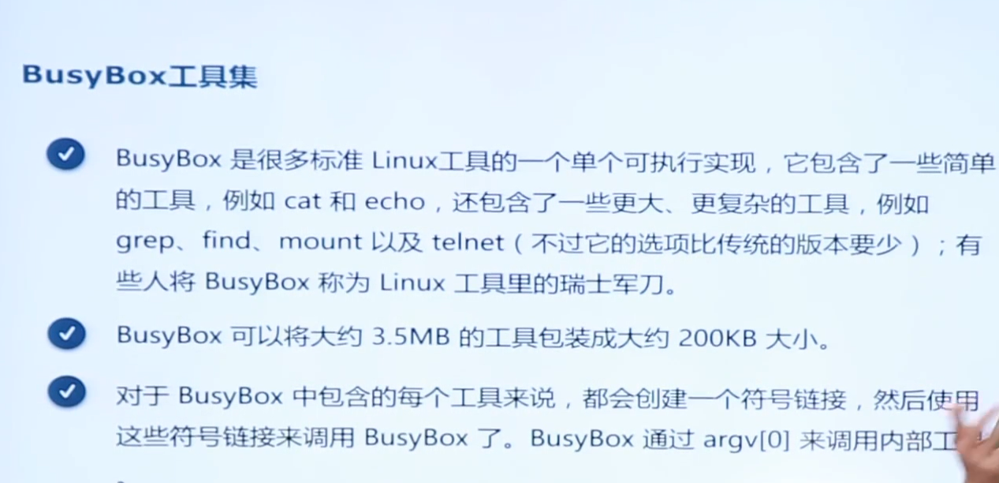 BusyBox工具集
BusyBox 是很多标准 Linux工具的一个单个可执行实现，它包含了一些简单
的工具，例如 cat 和 echo，还包含了一些更大、更复杂的工具，例如
grep、find、mount 以及 telnet（不过它的选项比传统的版本要少）；有
些人将 BusyBox 称为 Linux 工具里的瑞士军刀。
BusyBox 可以将大约 3.5MB 的工具包装成大约 200KB 大小。
对于 BusyBox 中包含的每个工具来说，都会创建一个符号链接，然后使用
这些符号链接来调用 BusyBox 了。BusyBox 通过 argv[0] 来调用内部工
。